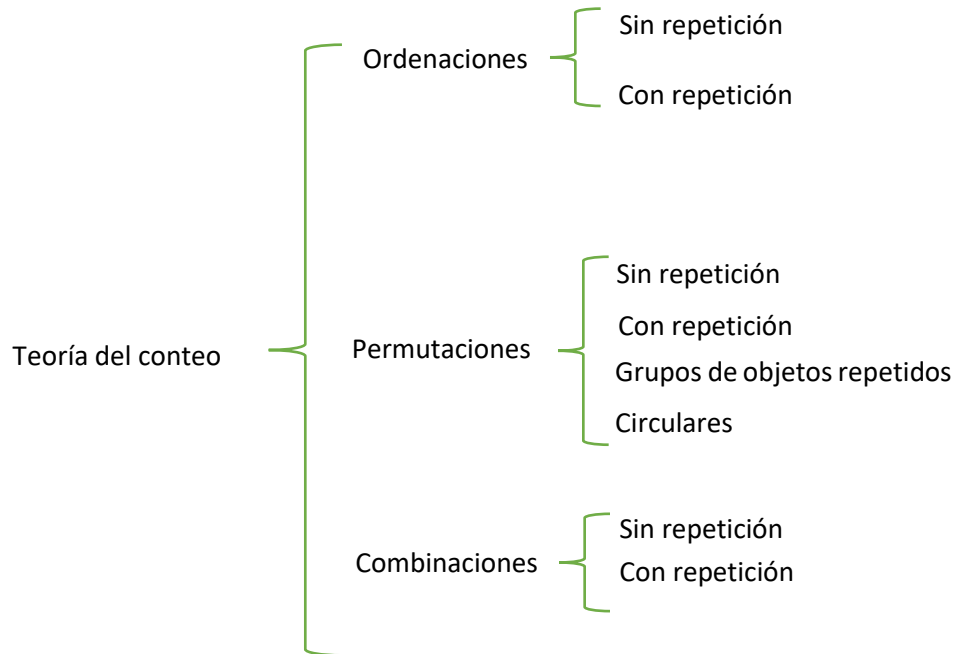 Teoría del conteo
Ordenaciones
Sin repetición
Con repetición
Permutaciones
Sin repetición
Con repetición
Grupos de objetos repetidos
Circulares
Combinaciones
Sin repetición
Con repetición